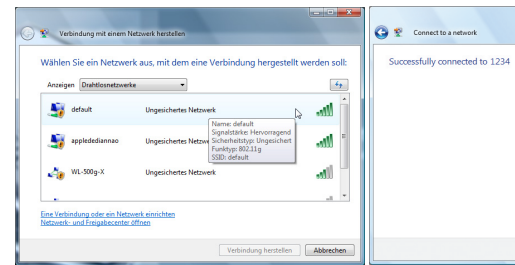 Verbindung mit einem Netzwerk herstellen
Wählen Sie ein Netzwerk aus, mit dem eine Verbindung hergestellt werden soll:
Anzeigen Drahtlosnetzwerke
default Ungesichertes Netzwerk
Name: default
Signalstärke: Hervorragend
applediannao Ungesichertes Netzwe
Sicherheitstyp: Ungesichert
Funktyp: 802.11g
SSID: default
WL-500g-X Ungesichertes Netzwerk
Eine Verbindung oder ein Netzwerk einrichten
Netzwerk- und Freigabecenter öffnen
Verbindung herstellen Abbrechen
Connect to a network
Successfully connected to 1234